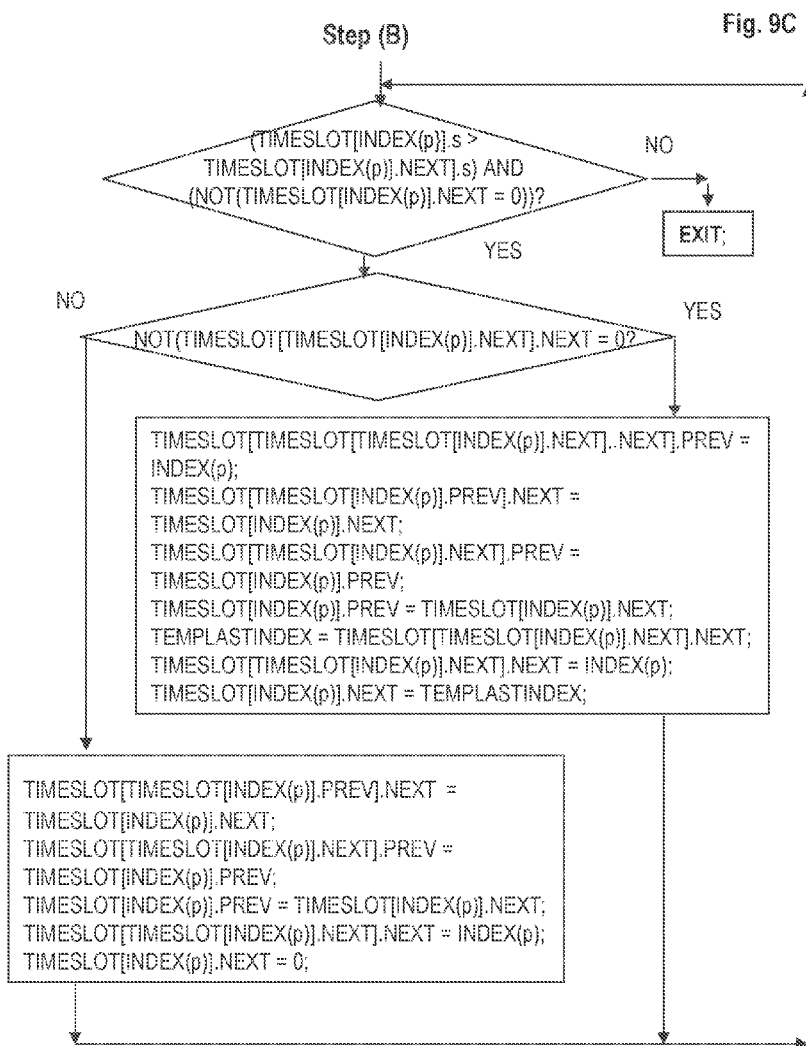 Fig. 9C
Step (B)
(TIMESLOT[INDEX(p)].s >
TIMESLOT[INDEX(p)].NEXT].s) AND
(NOT(TIMESLOT[INDEX(p)].NEXT = 0))?
NO
EXIT;
YES
NO
YES
NOT(TIMESLOT[TIMESLOT[INDEX(p)].NEXT].NEXT = 0?
TIMESLOT[TIMESLOT[TIMESLOT[INDEX(p)].NEXT]..NEXT].PREV =
INDEX(p);
TIMESLOT[TIMESLOT[INDEX(p)].PREV].NEXT =
TIMESLOT[INDEX(p)].NEXT;
TIMESLOT[TIMESLOT[INDEX(p)].NEXT].PREV =
TIMESLOT[INDEX(p)].PREV;
TIMESLOT[INDEX(p)].PREV = TIMESLOT[INDEX(p)].NEXT;
TEMPLASTINDEX = TIMESLOT[TIMESLOT[INDEX(p)].NEXT].NEXT;
TIMESLOT[TIMESLOT[INDEX(p)].NEXT].NEXT = INDEX(p);
TIMESLOT[INDEX(p)].NEXT = TEMPLASTINDEX;
TIMESLOT[TIMESLOT[INDEX(p)].PREV].NEXT =
TIMESLOT[INDEX(p)].NEXT;
TIMESLOT[TIMESLOT[INDEX(p)].NEXT].PREV =
TIMESLOT[INDEX(p)].PREV;
TIMESLOT[INDEX(p)].PREV = TIMESLOT[INDEX(p)].NEXT;
TIMESLOT[TIMESLOT[INDEX(p)].NEXT].NEXT = INDEX(p);
TIMESLOT[INDEX(p)].NEXT = 0;